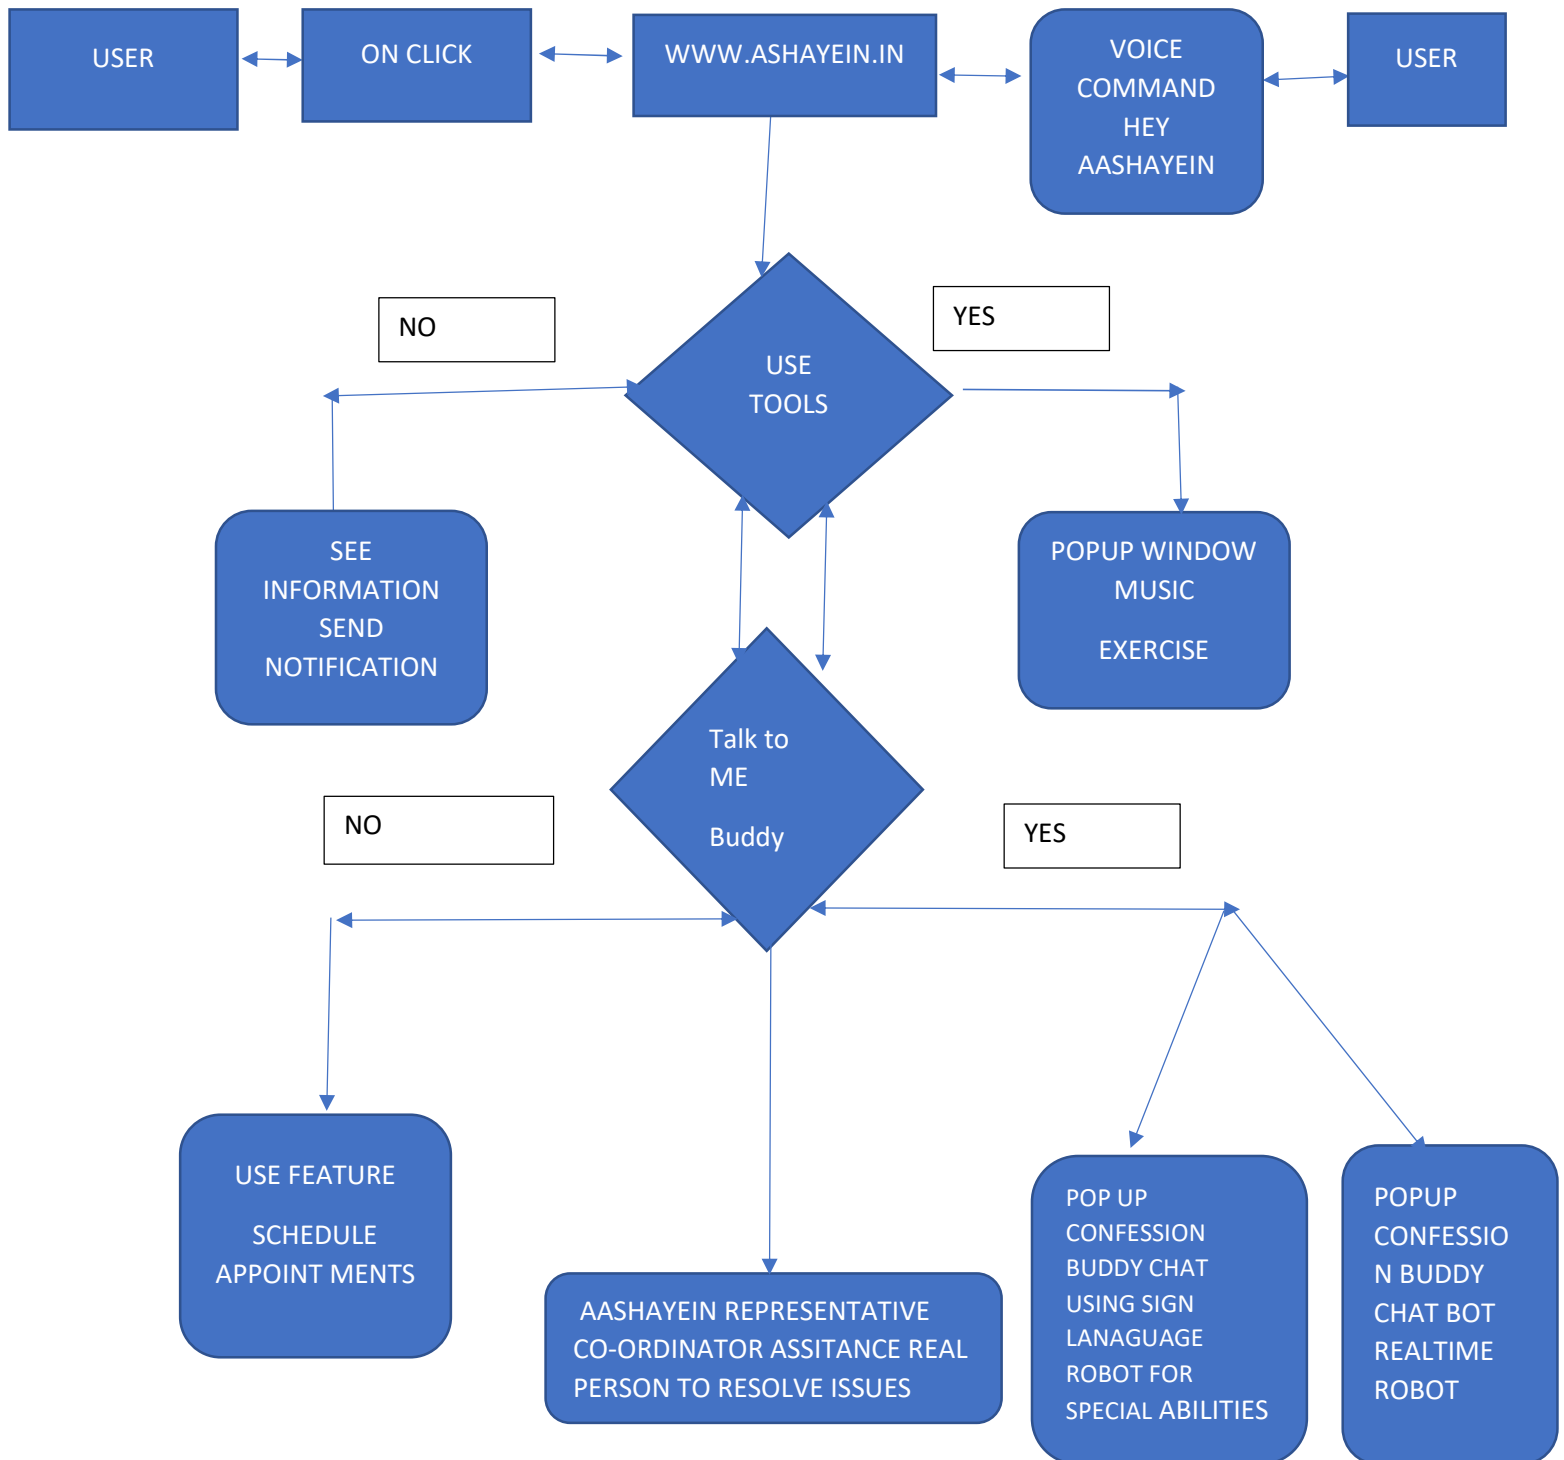 USER
ON CLICK
WWW.ASHAYEIN.IN
VOICE
COMMAND
HEY
AASHAYEIN
USER
NO
YES
USE
TOOLS
SEE
INFORMATION
SEND
NOTIFICATION
POPUP WINDOW
MUSIC
EXERCISE
Talk to
ME
Buddy
NO
YES
USE FEATURE
SCHEDULE
APPOINT MENTS
AASHAYEIN REPRESENTATIVE
CO-ORDINATOR ASSITANCE REAL
PERSON TO RESOLVE ISSUES
POP UP
CONFESSION
BUDDY CHAT
USING SIGN
LANAGUAGE
ROBOT FOR
SPECIAL ABILITIES
POPUP
CONFESSIO
N BUDDY
CHAT BOT
REALTIME
ROBOT